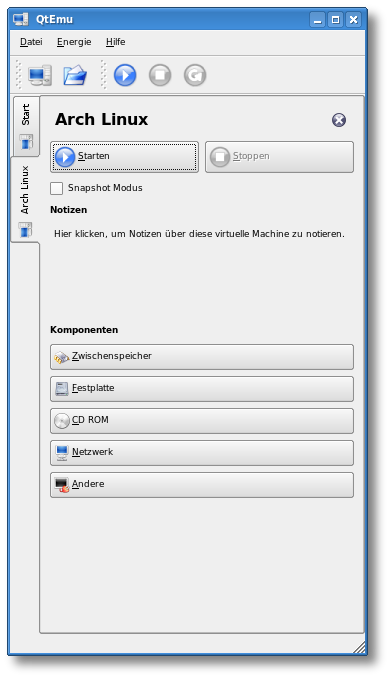 QtEmu
Datei Energie Hilfe
Start
Arch Linux
Arch Linux
Starten Stoppen
Snapshot Modus
Notizen
Hier klicken, um Notizen über diese virtuelle Machine zu notieren.
Komponenten
Zwischenspeicher
Festplatte
CD ROM
Netzwerk
Andere